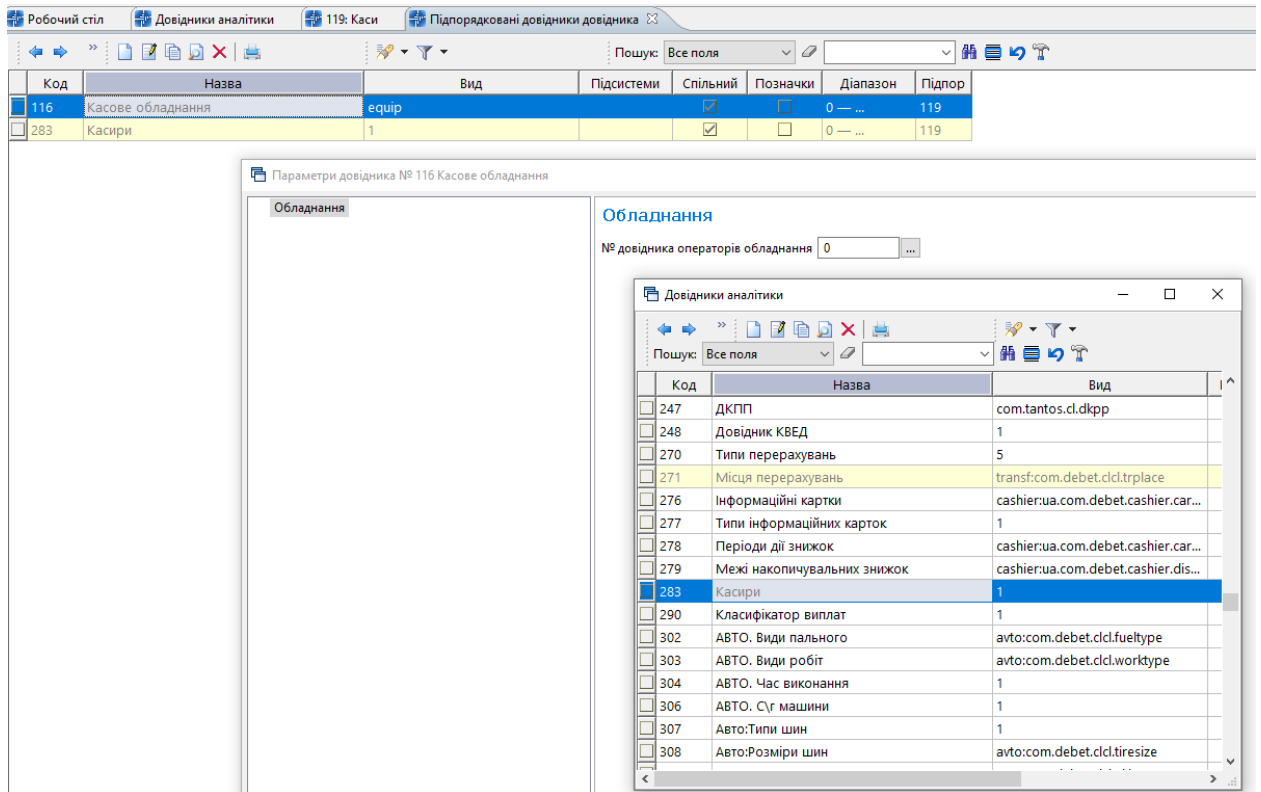 Робочий стіл Довідники аналітики 119: Каси Підпорядковані довідники довідника
Пошук: Все поля
Код Назва Вид Підсистеми Спільний Позначки Діапазон Підпор
116 Касове обладнання equip 0 — ... 119
283 Касири 1 0 — ... 119
Параметри довідника № 116 Касове обладнання
Обладнання
Обладнання
№ довідника операторів обладнання 0 ...
Довідники аналітики
Пошук: Все поля
Код Назва Вид
247 ДКПП com.tantos.cl.dkpp
248 Довідник КВЕД 1
270 Типи перерахувань 5
271 Місця перерахувань transf:com.debet.clcl.trplace
276 Інформаційні картки cashier:ua.com.debet.cashier.car...
277 Типи інформаційних карток 1
278 Періоди дії знижок cashier:ua.com.debet.cashier.car...
279 Межі накопичувальних знижок cashier:ua.com.debet.cashier.dis...
283 Касири 1
290 Класифікатор виплат 1
302 АВТО. Види пального avto:com.debet.clcl.fueltype
303 АВТО. Види робіт avto:com.debet.clcl.worktype
304 АВТО. Час виконання 1
306 АВТО. С\г машини 1
307 Авто:Типи шин 1
308 Авто:Розміри шин avto:com.debet.clcl.tiresize